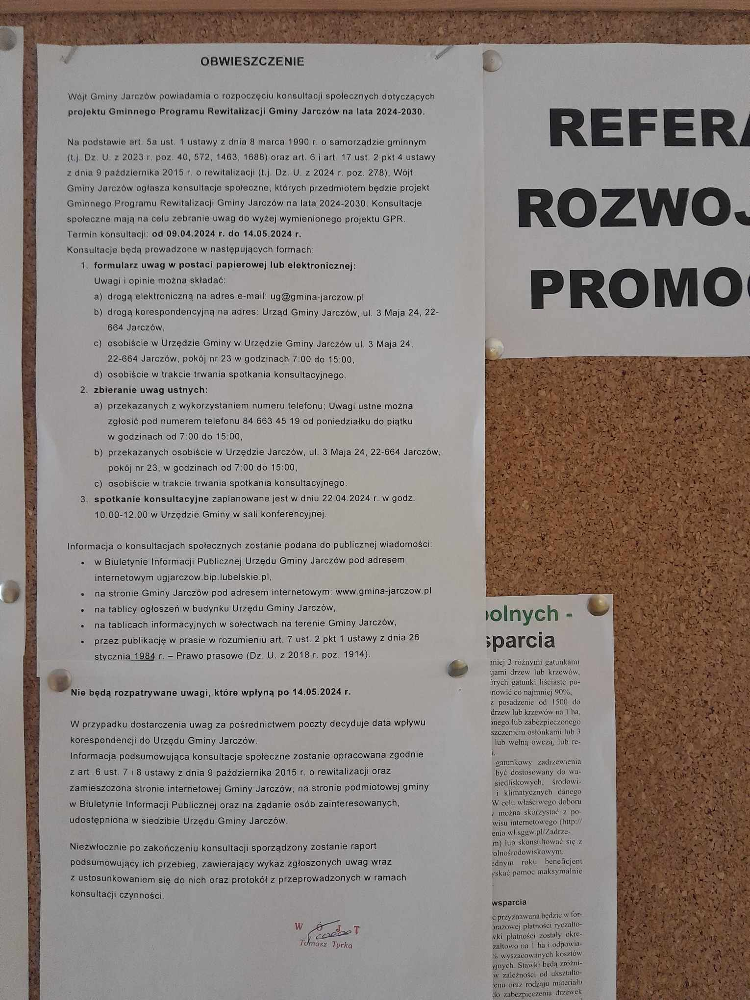 OBWIESZCZENIE
Wójt Gminy Jarczów powiadamia o rozpoczęciu konsultacji społecznych dotyczących
projektu Gminnego Programu Rewitalizacji Gminy Jarczów na lata 2024-2030.
Na podstawie art. 5a ust. 1 ustawy z dnia 8 marca 1990 r. o samorządzie gminnym
(t.j. Dz. U. z 2023 r. poz. 40, 572, 1463, 1688) oraz art. 6 i art. 17 ust. 2 pkt 4 ustawy
z dnia 9 października 2015 r. o rewitalizacji (t.j. Dz. U. z 2024 r. poz. 278), Wójt
Gminy Jarczów ogłasza konsultacje społeczne, których przedmiotem będzie projekt
Gminnego Programu Rewitalizacji Gminy Jarczów na lata 2024-2030. Konsultacje
społeczne mają na celu zebranie uwag do wyżej wymienionego projektu GPR.
Termin konsultacji: od 09.04.2024 r. do 14.05.2024 r.
Konsultacje będą prowadzone w następujących formach:
1. formularz uwag w postaci papierowej lub elektronicznej:
Uwagi i opinie można składać:
a) drogą elektroniczną na adres e-mail: ug@gmina-jarczow.pl
b) drogą korespondencyjną na adres: Urząd Gminy Jarczów, ul. 3 Maja 24, 22-
664 Jarczów,
c) osobiście w Urzędzie Gminy w Urzędzie Gminy Jarczów ul. 3 Maja 24,
22-664 Jarczów, pokój nr 23 w godzinach 7:00 do 15:00,
d) osobiście w trakcie trwania spotkania konsultacyjnego.
2. zbieranie uwag ustnych:
a) przekazanych z wykorzystaniem numeru telefonu; Uwagi ustne można
zgłosić pod numerem telefonu 84 663 45 19 od poniedziałku do piątku
w godzinach od 7:00 do 15:00,
b) przekazanych osobiście w Urzędzie Jarczów, ul. 3 Maja 24, 22-664 Jarczów,
pokój nr 23, w godzinach od 7:00 do 15:00,
c) osobiście w trakcie trwania spotkania konsultacyjnego.
3. spotkanie konsultacyjne zaplanowane jest w dniu 22.04.2024 r. w godz.
10.00-12.00 w Urzędzie Gminy w sali konferencyjnej.
Informacja o konsultacjach społecznych zostanie podana do publicznej wiadomości:
• w Biuletynie Informacji Publicznej Urzędu Gminy Jarczów pod adresem
internetowym ugjarczow.bip.lubelskie.pl,
• na stronie Gminy Jarczów pod adresem internetowym: www.gmina-jarczow.pl
• na tablicy ogłoszeń w budynku Urzędu Gminy Jarczów,
• na tablicach informacyjnych w sołectwach na terenie Gminy Jarczów,
• przez publikację w prasie w rozumieniu art. 7 ust. 2 pkt 1 ustawy z dnia 26
stycznia 1984 r. – Prawo prasowe (Dz. U. z 2018 r. poz. 1914).
Nie będą rozpatrywane uwagi, które wpłyną po 14.05.2024 r.
W przypadku dostarczenia uwag za pośrednictwem poczty decyduje data wpływu
korespondencji do Urzędu Gminy Jarczów.
Informacja podsumowująca konsultacje społeczne zostanie opracowana zgodnie
z art. 6 ust. 7 i 8 ustawy z dnia 9 października 2015 r. o rewitalizacji oraz
zamieszczona stronie internetowej Gminy Jarczów, na stronie podmiotowej gminy
w Biuletynie Informacji Publicznej oraz na żądanie osób zainteresowanych,
udostępniona w siedzibie Urzędu Gminy Jarczów.
Niezwłocznie po zakończeniu konsultacji sporządzony zostanie raport
podsumowujący ich przebieg, zawierający wykaz zgłoszonych uwag wraz
z ustosunkowaniem się do nich oraz protokół z przeprowadzonych w ramach
konsultacji czynności.
WÓJT
Tomasz Tyrka
REFERA
ROZWOJ
PROMO
polnych -
sparcia
mniej 3 różnymi gatunkami
drzew lub krzewów,
órych gatunki liściaste po-
nowić co najmniej 90%,
z posadzenie od 1500 do
drzew lub krzewów na 1 ha,
onego lub zabezpieczonego
szczeniem osłonkami lub 3
lub wełną owczą, lub re-
i.
gatunkowy zadrzewienia
być dostosowany do wa-
siedliskowych, środowi-
i klimatycznych danego
W celu właściwego doboru
można skorzystać z po-
wisu internetowego (http://
enia.wl.sggw.pl/Zadrze-
m) lub skonsultować się z
olnośrodowiskowym.
ednym roku beneficjent
yskać pomoc maksymalnie
wsparcia
c przyznawana będzie w for-
orazowej płatności ryczałto-
wki płatności zostały okre-
załtowo na 1 ha i odpowia-
% wyszacowanych kosztów
yjnych. Stawki będą zróżni-
w zależności od ukształto-
enu oraz rodzaju materiału
do zabezpieczenia drzewek